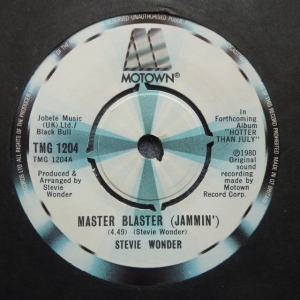 MOTOWN®
Jobete Music
(UK) Ltd./
Black Bull
TMG 1204
TMG 1204A
Produced &
Arranged by
Stevie
Wonder
In
Forthcoming
Album
"HOTTER
THAN JULY"
℗1980
Original
sound
recording
made by
Motown
Record Corp.
MASTER BLASTER (JAMMIN')
(4.49) (Stevie Wonder)
STEVIE WONDER